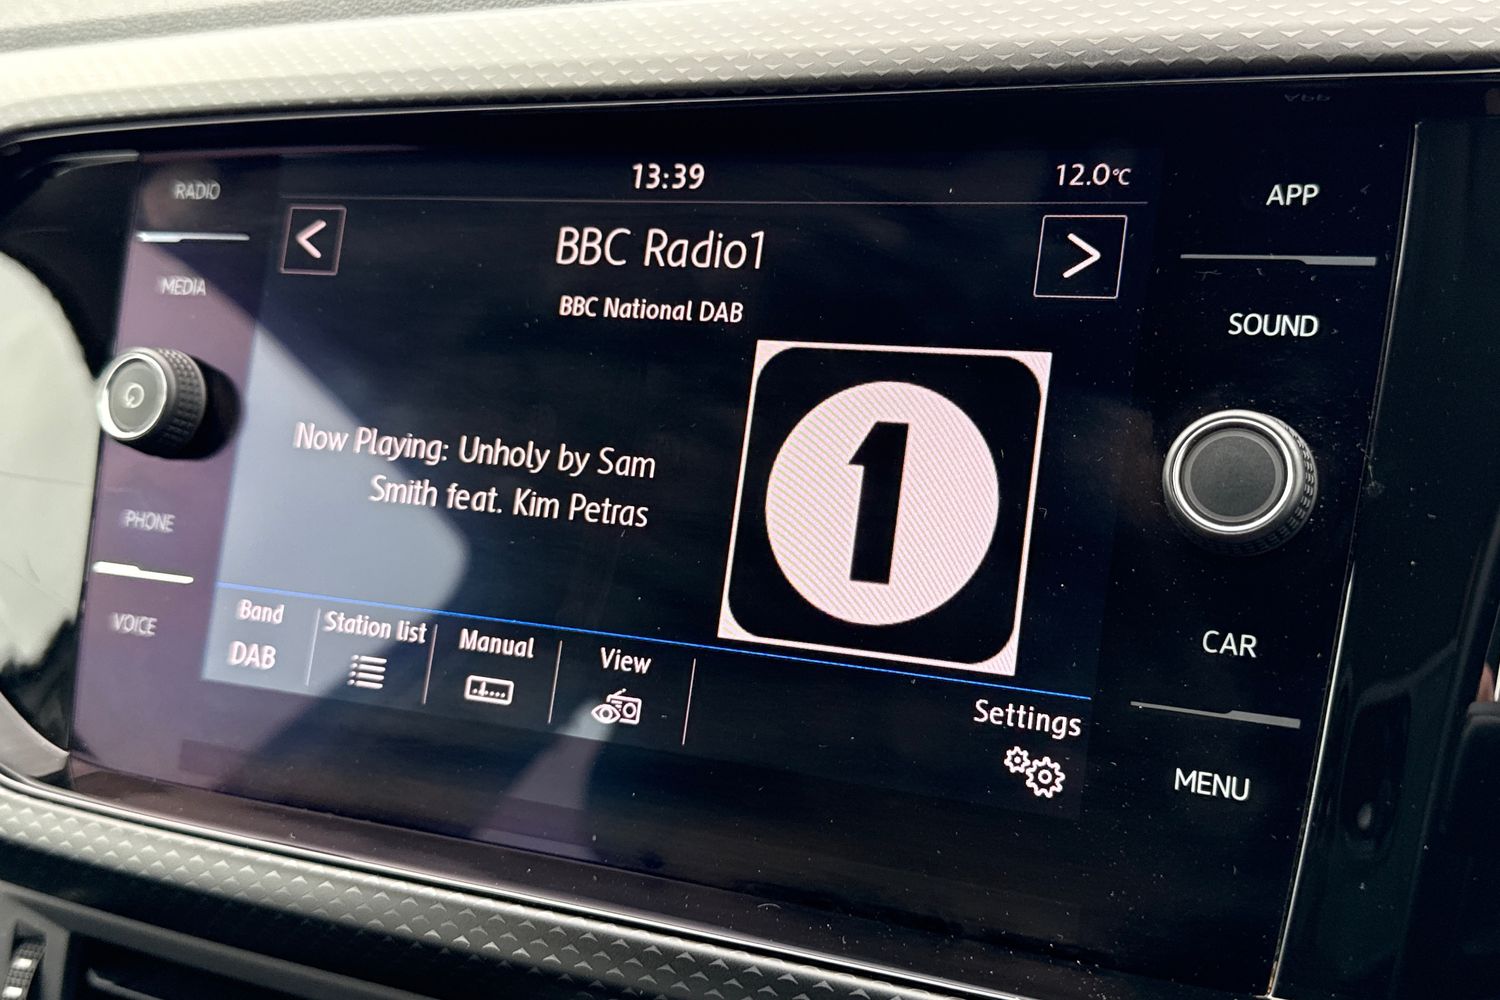 RADIO
MEDIA
PHONE
VOICE
13:39
12.0°C
<
BBC Radio1
>
BBC National DAB
Now Playing: Unholy by Sam
Smith feat. Kim Petras
1
Band
DAB
Station list
Manual
View
Settings
APP
SOUND
CAR
MENU